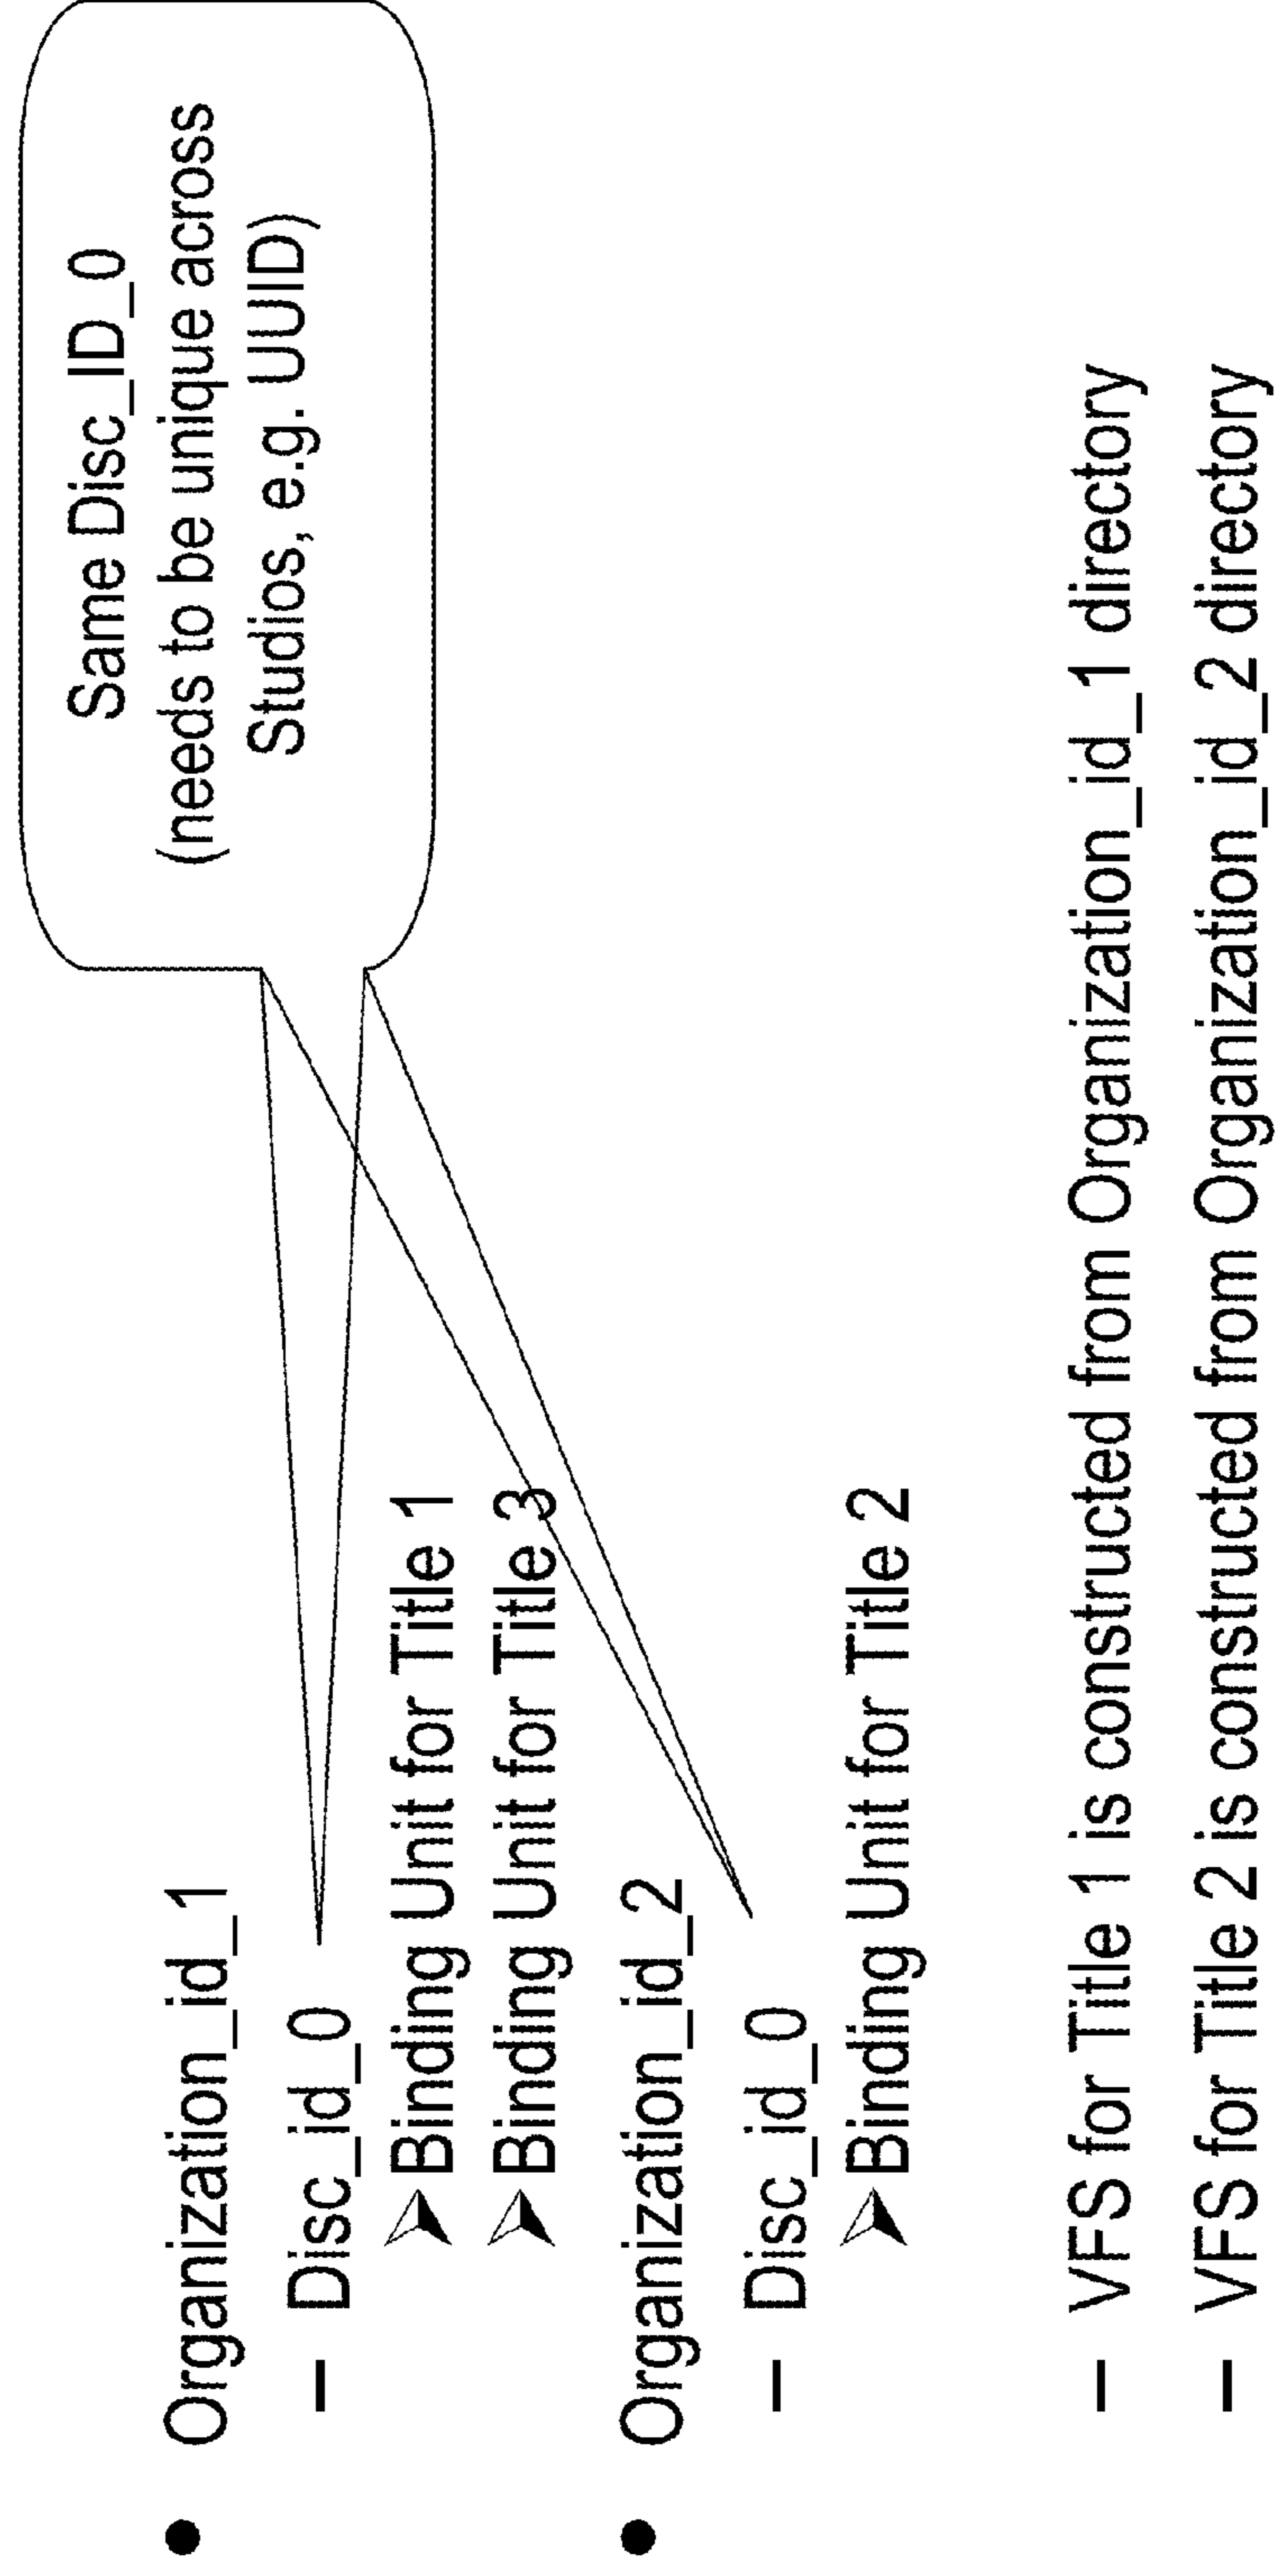 Same Disc_ID_0
(needs to be unique across
Studios, e.g. UUID)
• Organization_id_1
– Disc_id_0
➤ Binding Unit for Title 1
➤ Binding Unit for Title 3
• Organization_id_2
– Disc_id_0
➤ Binding Unit for Title 2
– VFS for Title 1 is constructed from Organization_id_1 directory
– VFS for Title 2 is constructed from Organization_id_2 directory